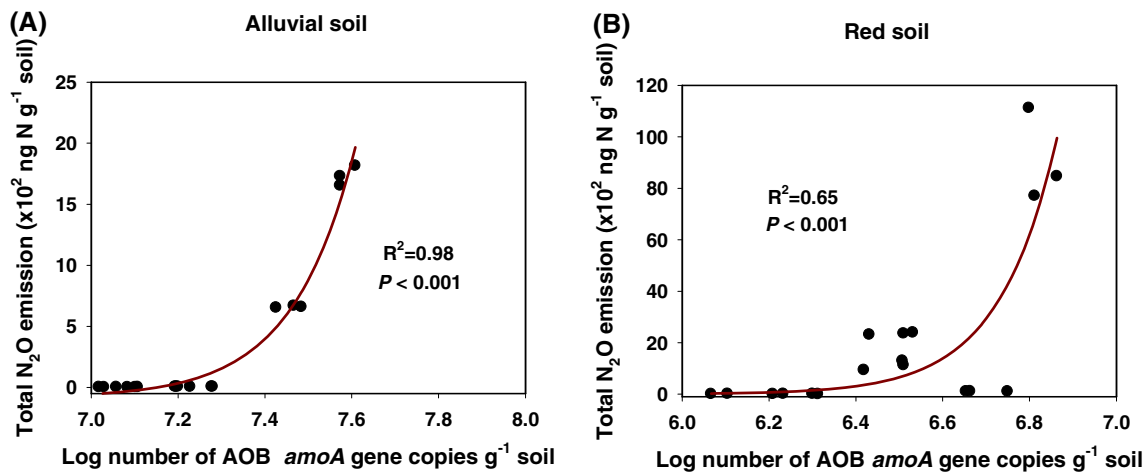 (A)
Alluvial soil
Total N₂O emission (x10² ng N g⁻¹ soil)
25
20
15
10
5
0
R²=0.98
P < 0.001
7.0 7.2 7.4 7.6 7.8 8.0
Log number of AOB amoA gene copies g⁻¹ soil
(B)
Red soil
Total N₂O emission (x10² ng N g⁻¹ soil)
120
100
80
60
40
20
0
R²=0.65
P < 0.001
6.0 6.2 6.4 6.6 6.8 7.0
Log number of AOB amoA gene copies g⁻¹ soil